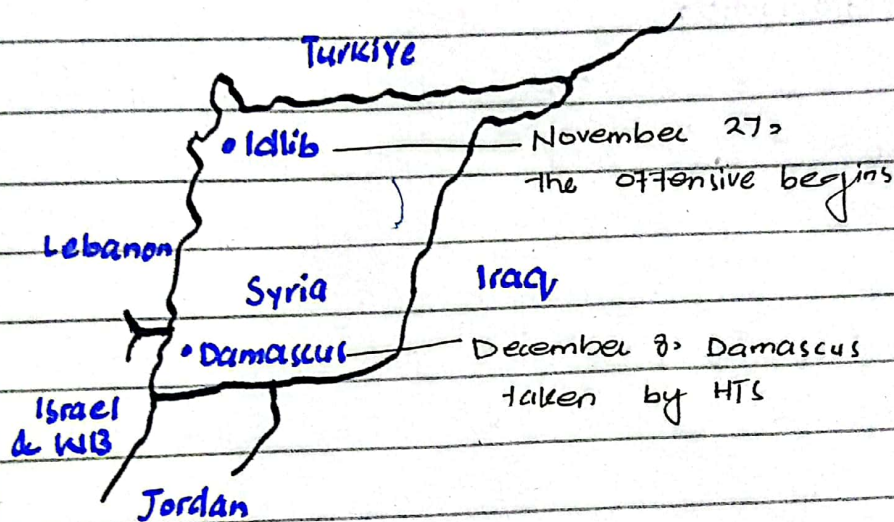 Turkiye
• Idlib
November 27,
the offensive begins
Lebanon
Syria
Iraq
• Damascus
December 8, Damascus
taken by HTS
Israel
& WB
Jordan